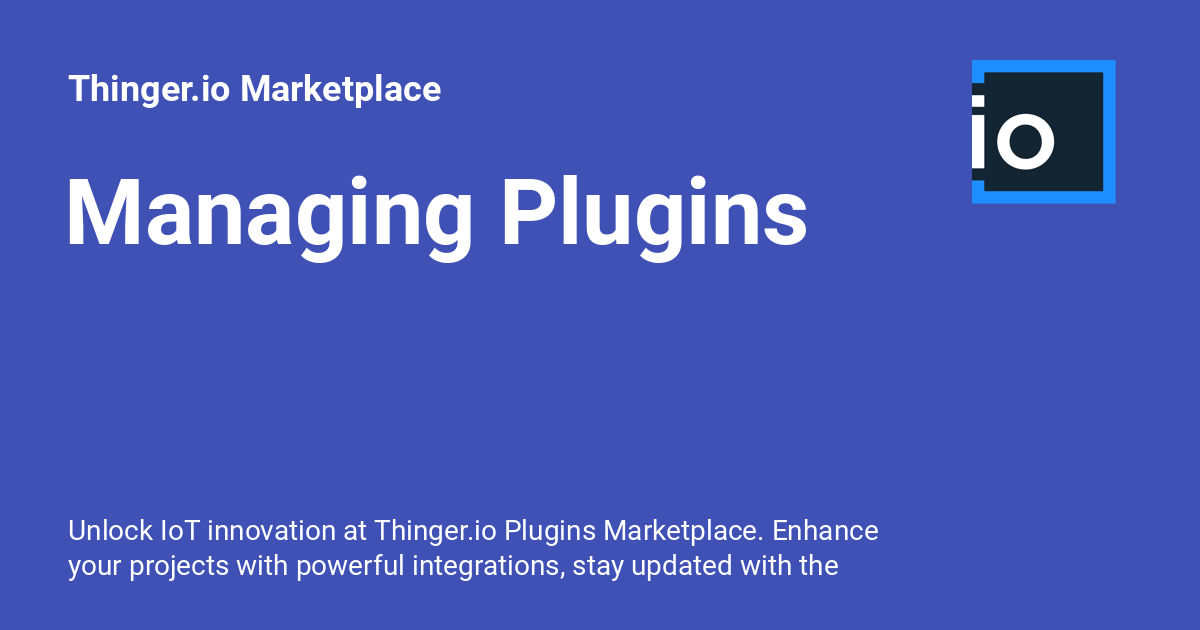 Thinger.io Marketplace
io
Managing Plugins
Unlock IoT innovation at Thinger.io Plugins Marketplace. Enhance
your projects with powerful integrations, stay updated with the